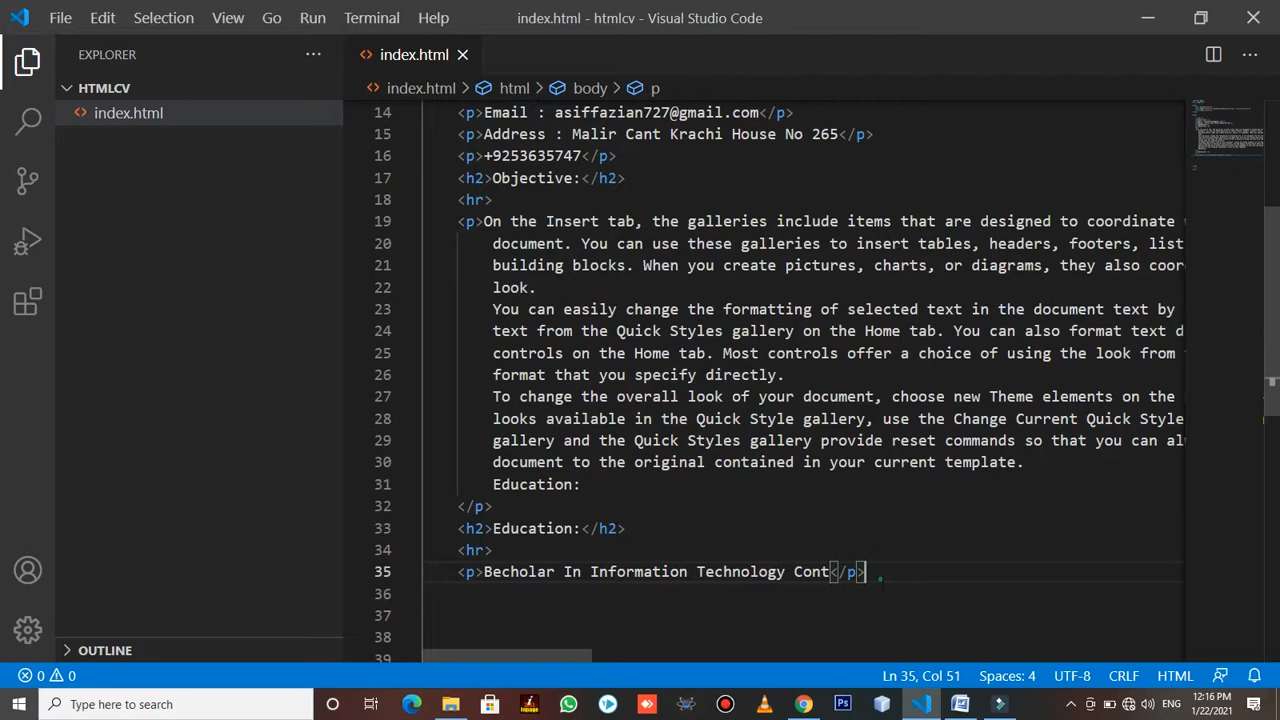 File Edit Selection View Go Run Terminal Help index.html - htmlcv - Visual Studio Code
EXPLORER
index.html
HTMLCV
index.html > html > body > p
index.html
14 <p>Email : asiffazian727@gmail.com</p>
15 <p>Address : Malir Cant Krachi House No 265</p>
16 <p>+9253635747</p>
17 <h2>Objective:</h2>
18 <hr>
19 <p>On the Insert tab, the galleries include items that are designed to coordinate
20 document. You can use these galleries to insert tables, headers, footers, list
21 building blocks. When you create pictures, charts, or diagrams, they also coor
22 look.
23 You can easily change the formatting of selected text in the document text by
24 text from the Quick Styles gallery on the Home tab. You can also format text d
25 controls on the Home tab. Most controls offer a choice of using the look from
26 format that you specify directly.
27 To change the overall look of your document, choose new Theme elements on the
28 looks available in the Quick Style gallery, use the Change Current Quick Style
29 gallery and the Quick Styles gallery provide reset commands so that you can al
30 document to the original contained in your current template.
31 Education:
32 </p>
33 <h2>Education:</h2>
34 <hr>
35 <p>Becholar In Information Technology Cont</p>
36
37
38
39
OUTLINE
0 0 Ln 35, Col 51 Spaces: 4 UTF-8 CRLF HTML
Type here to search
ENG
12:16 PM
1/22/2021